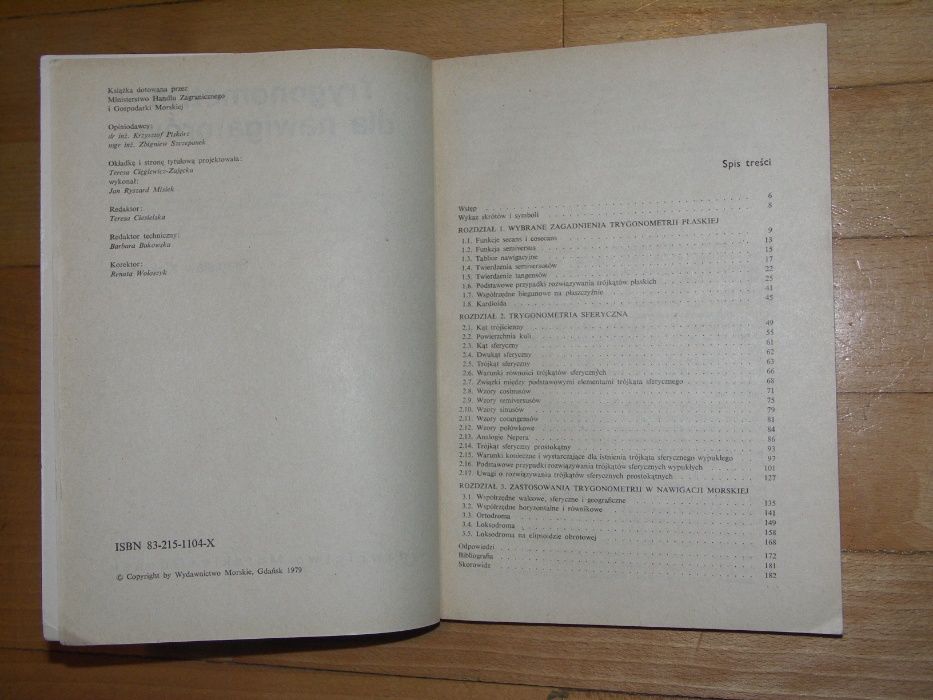 Książka dotowana przez
Ministerstwo Handlu Zagranicznego
i Gospodarki Morskiej
Opiniodawcy:
dr inż. Krzysztof Piskórz
mgr inż. Zbigniew Szczepanek
Okładkę i stronę tytułową projektowała:
Teresa Cięglewicz-Zajęcka
wykonał:
Jan Ryszard Misiek
Redaktor:
Teresa Ciesielska
Redaktor techniczny:
Barbara Bukowska
Korektor:
Renata Wołoszyk
ISBN 83-215-1104-X
© Copyright by Wydawnictwo Morskie, Gdańsk 1979
Spis treści
Wstęp 6
Wykaz skrótów i symboli 8
ROZDZIAŁ 1. WYBRANE ZAGADNIENIA TRYGONOMETRII PŁASKIEJ
1.1. Funkcje secans i cosecans 9
1.2. Funkcja semiversus 13
1.3. Tablice nawigacyjne 15
1.4. Twierdzenia semiversusów 17
1.5. Twierdzenie tangensów 22
1.6. Podstawowe przypadki rozwiązywania trójkątów płaskich 25
1.7. Współrzędne biegunowe na płaszczyźnie 41
1.8. Kardioida 45
ROZDZIAŁ 2. TRYGONOMETRIA SFERYCZNA
2.1. Kąt trójścienny 49
2.2. Powierzchnia kuli 55
2.3. Kąt sferyczny 61
2.4. Dwukąt sferyczny 62
2.5. Trójkąt sferyczny 63
2.6. Warunki równości trójkątów sferycznych 66
2.7. Związki między podstawowymi elementami trójkąta sferycznego 68
2.8. Wzory cosinusów 71
2.9. Wzory semiversusów 75
2.10. Wzory sinusów 79
2.11. Wzory cotangensów 81
2.12. Wzory połówkowe 84
2.13. Analogie Nepera 86
2.14. Trójkąt sferyczny prostokątny 93
2.15. Warunki konieczne i wystarczające dla istnienia trójkąta sferycznego wypukłego 97
2.16. Podstawowe przypadki rozwiązywania trójkątów sferycznych wypukłych 101
2.17. Uwagi o rozwiązywaniu trójkątów sferycznych prostokątnych 127
ROZDZIAŁ 3. ZASTOSOWANIA TRYGONOMETRII W NAWIGACJI MORSKIEJ
3.1. Współrzędne walcowe, sferyczne i geograficzne 135
3.2. Współrzędne horyzontalne i równikowe 141
3.3. Ortodroma 149
3.4. Loksodroma 158
3.5. Loksodroma na elipsoidzie obrotowej 168
Odpowiedzi 172
Bibliografia 181
Skorowidz 182